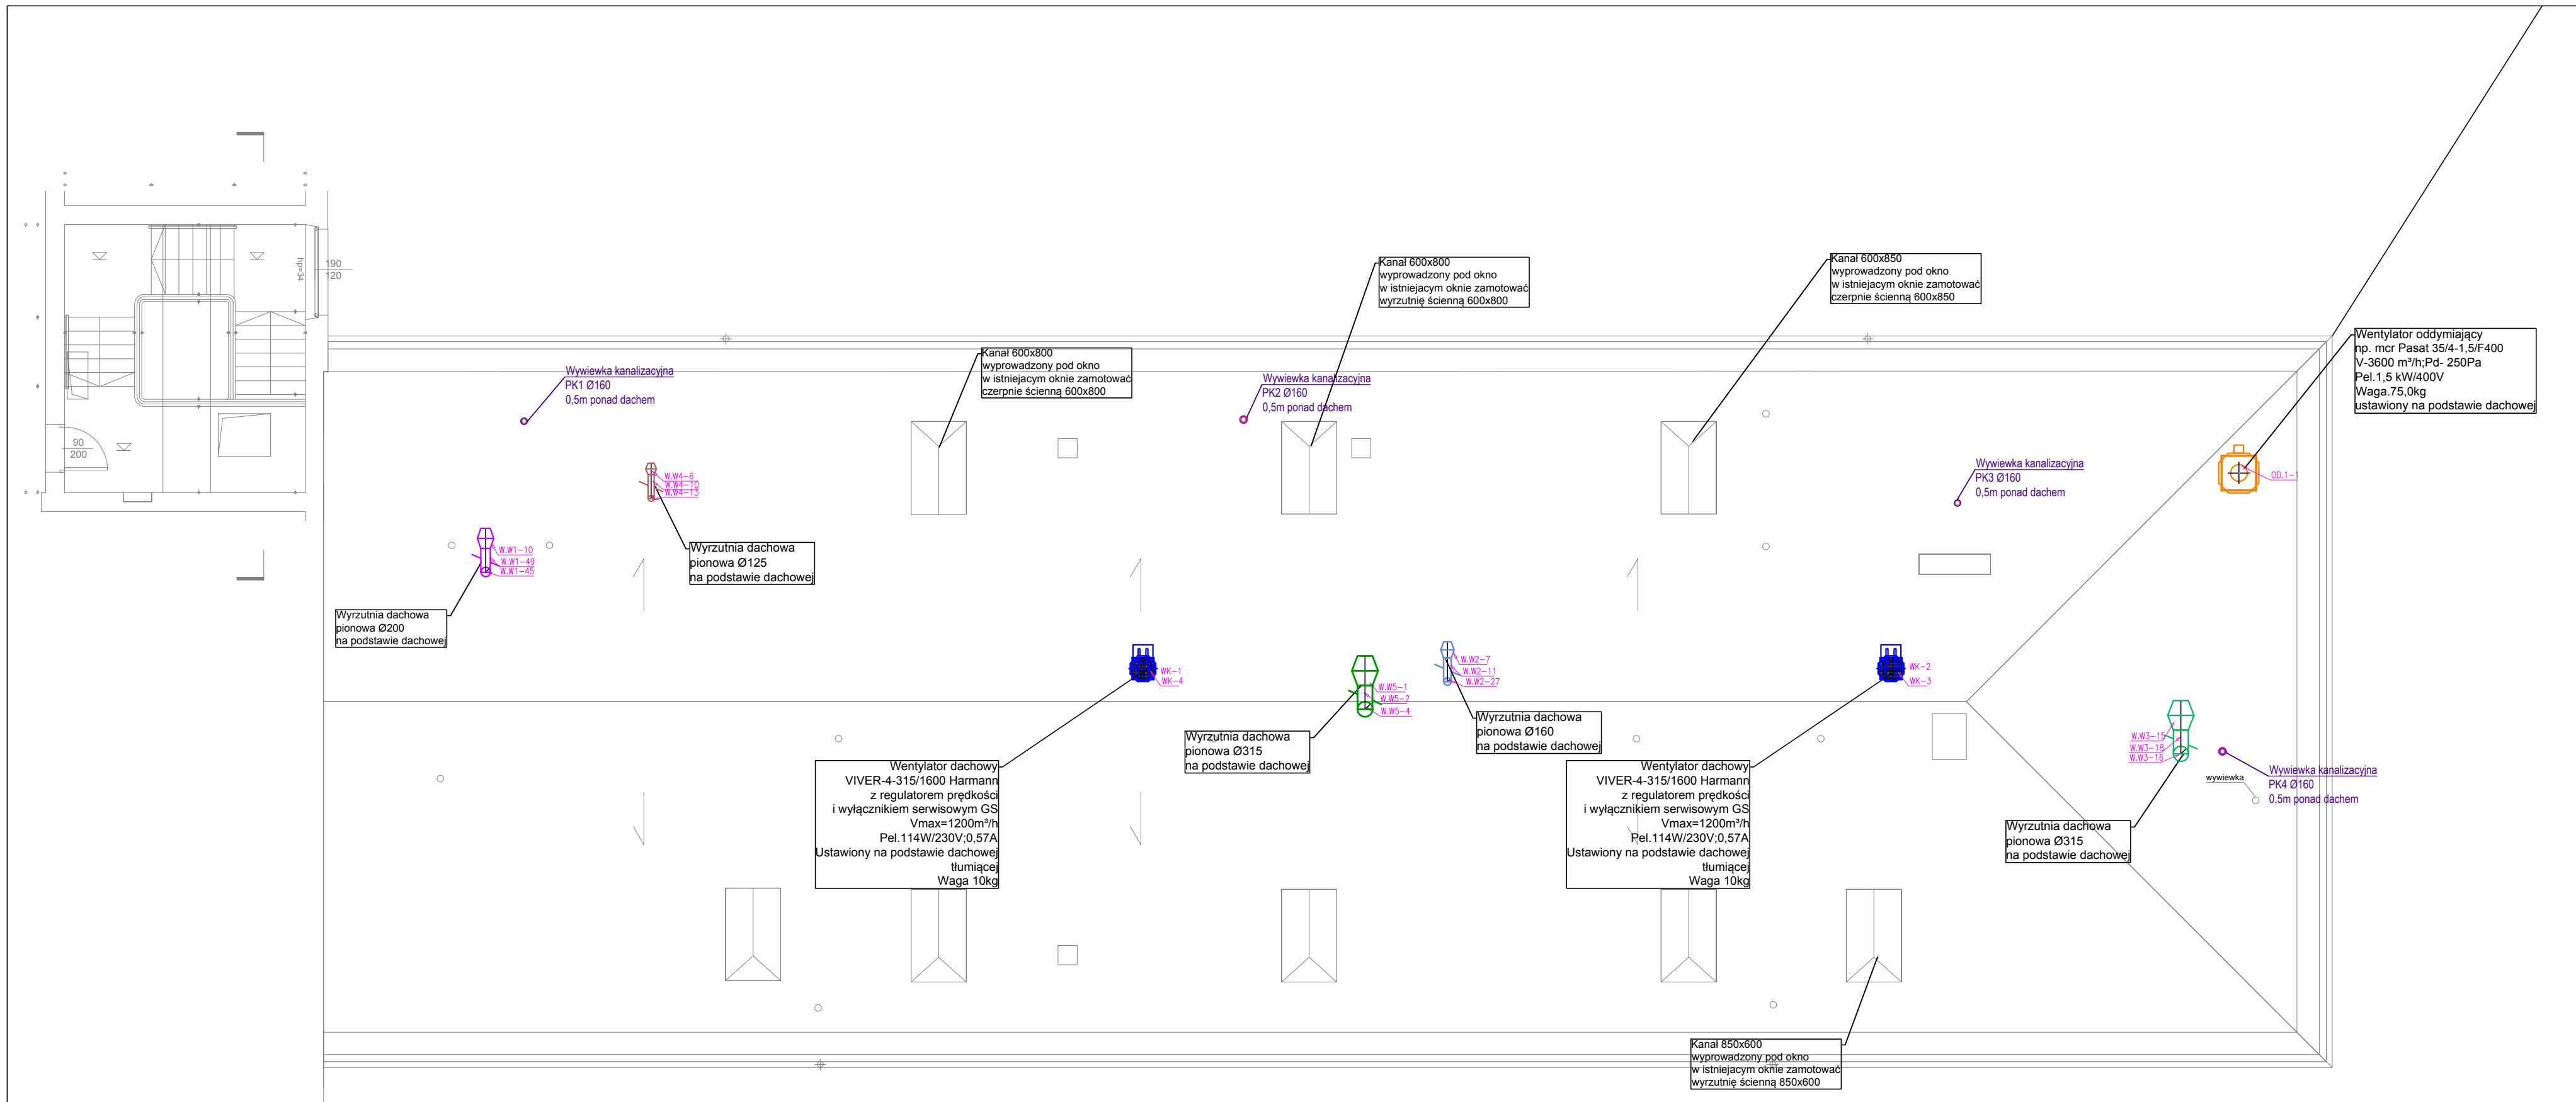 hp=34
190
120
90
200
Wywiewka kanalizacyjna
PK1 Ø160
0,5m ponad dachem
Kanał 600x800
wyprowadzony pod okno
w istniejacym oknie zamotować
czerpnie ścienną 600x800
Kanał 600x800
wyprowadzony pod okno
w istniejacym oknie zamotować
wyrzutnię ścienną 600x800
Wywiewka kanalizacyjna
PK2 Ø160
0,5m ponad dachem
Kanał 600x850
wyprowadzony pod okno
w istniejacym oknie zamotować
czerpnie ścienną 600x850
Wentylator oddymiający
np. mcr Pasat 35/4-1,5/F400
V-3600 m³/h;Pd- 250Pa
Pel.1,5 kW/400V
Waga.75,0kg
ustawiony na podstawie dachowej
OD.1-1
Wywiewka kanalizacyjna
PK3 Ø160
0,5m ponad dachem
W.W4-6
W.W4-10
W.W4-13
Wyrzutnia dachowa
pionowa Ø125
na podstawie dachowej
W.W1-10
W.W1-49
W.W1-45
Wyrzutnia dachowa
pionowa Ø200
na podstawie dachowej
WK-1
WK-4
Wentylator dachowy
VIVER-4-315/1600 Harmann
z regulatorem prędkości
i wyłącznikiem serwisowym GS
Vmax=1200m³/h
Pel.114W/230V;0,57A
Ustawiony na podstawie dachowej
tłumiącej
Waga 10kg
W.W5-1
W.W5-2
W.W5-4
Wyrzutnia dachowa
pionowa Ø315
na podstawie dachowej
W.W2-7
W.W2-11
W.W2-27
Wyrzutnia dachowa
pionowa Ø160
na podstawie dachowej
WK-2
WK-3
Wentylator dachowy
VIVER-4-315/1600 Harmann
z regulatorem prędkości
i wyłącznikiem serwisowym GS
Vmax=1200m³/h
Pel.114W/230V;0,57A
Ustawiony na podstawie dachowej
tłumiącej
Waga 10kg
W.W3-15
W.W3-18
W.W3-16
Wyrzutnia dachowa
pionowa Ø315
na podstawie dachowej
wywiewka
Wywiewka kanalizacyjna
PK4 Ø160
0,5m ponad dachem
Kanał 850x600
wyprowadzony pod okno
w istniejacym oknie zamotować
wyrzutnię ścienną 850x600